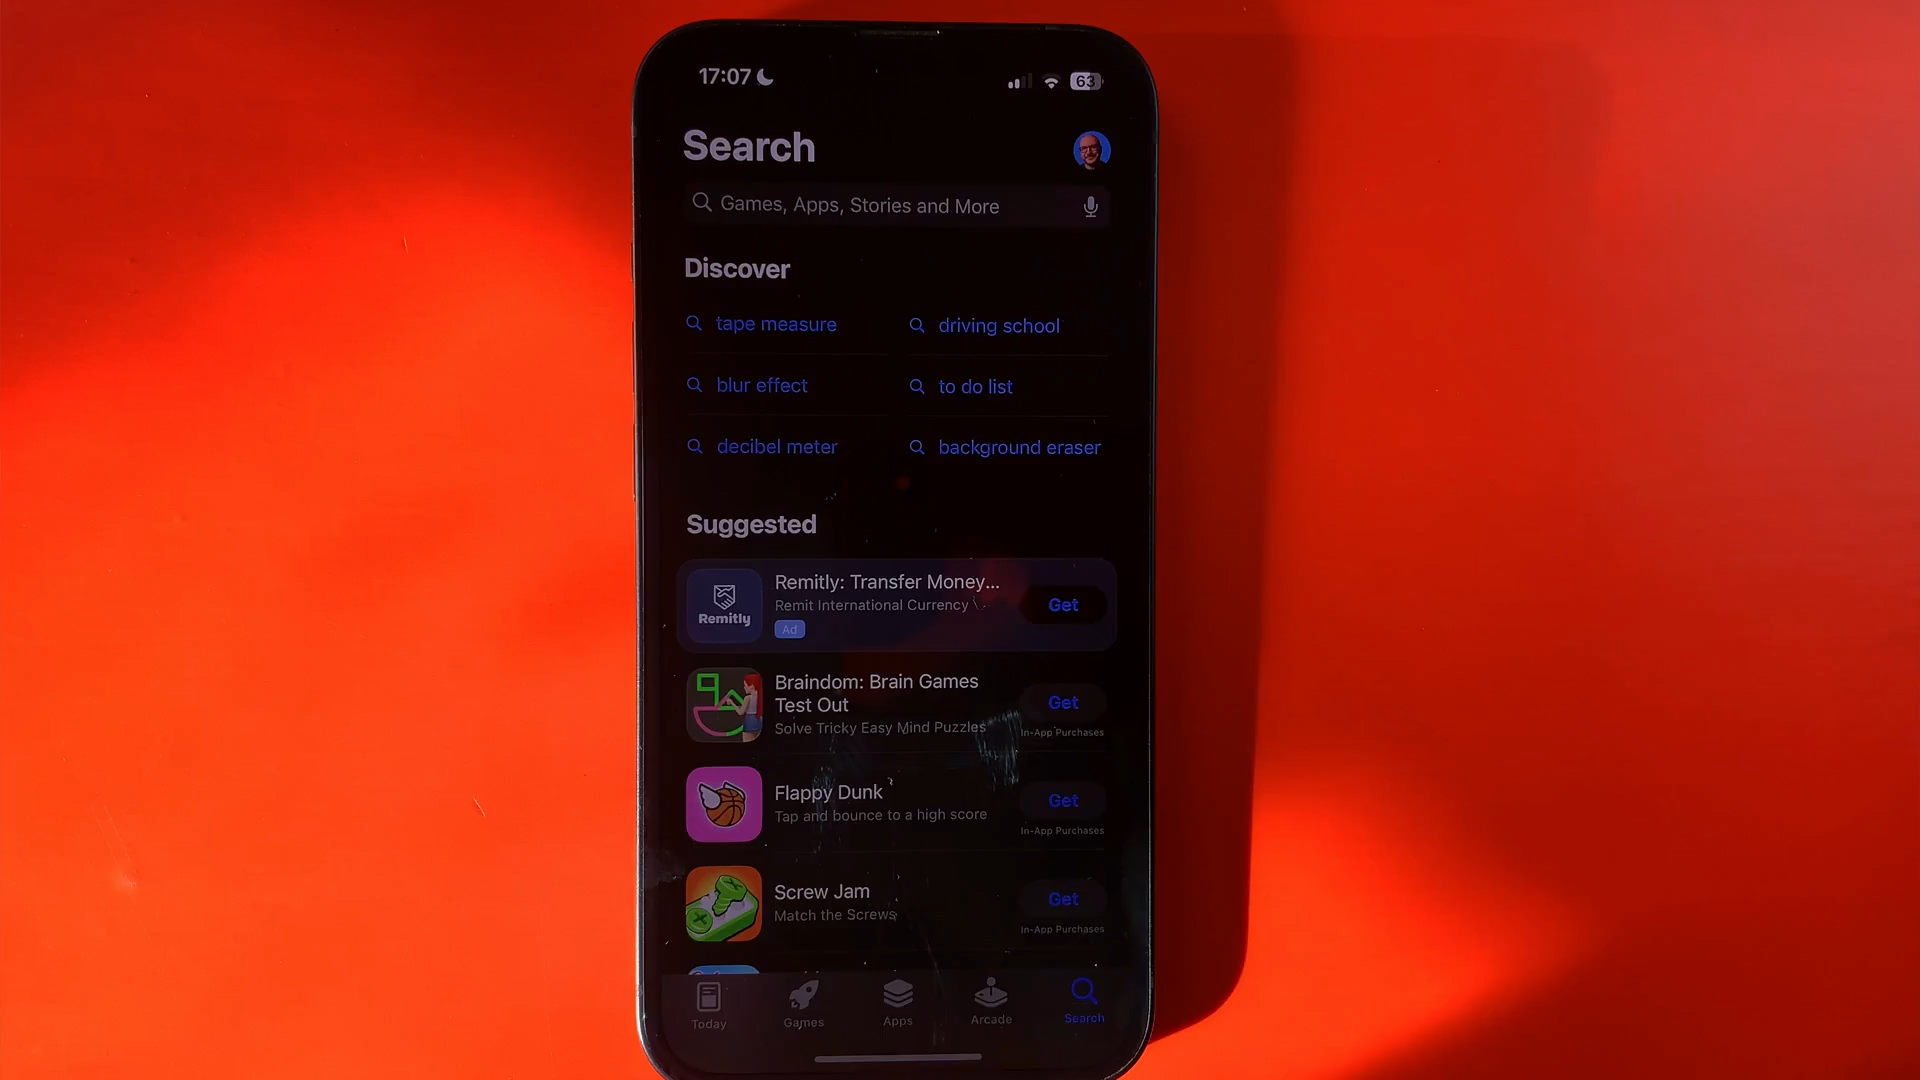 17:07
63
Search
Games, Apps, Stories and More
Discover
tape measure
driving school
blur effect
to do list
decibel meter
background eraser
Suggested
Remitly
Remitly: Transfer Money...
Remit International Currency
Ad
Get
Braindom: Brain Games
Test Out
Solve Tricky Easy Mind Puzzles
Get
In-App Purchases
Flappy Dunk
Tap and bounce to a high score
Get
In-App Purchases
Screw Jam
Match the Screws
Get
In-App Purchases
Today
Games
Apps
Arcade
Search